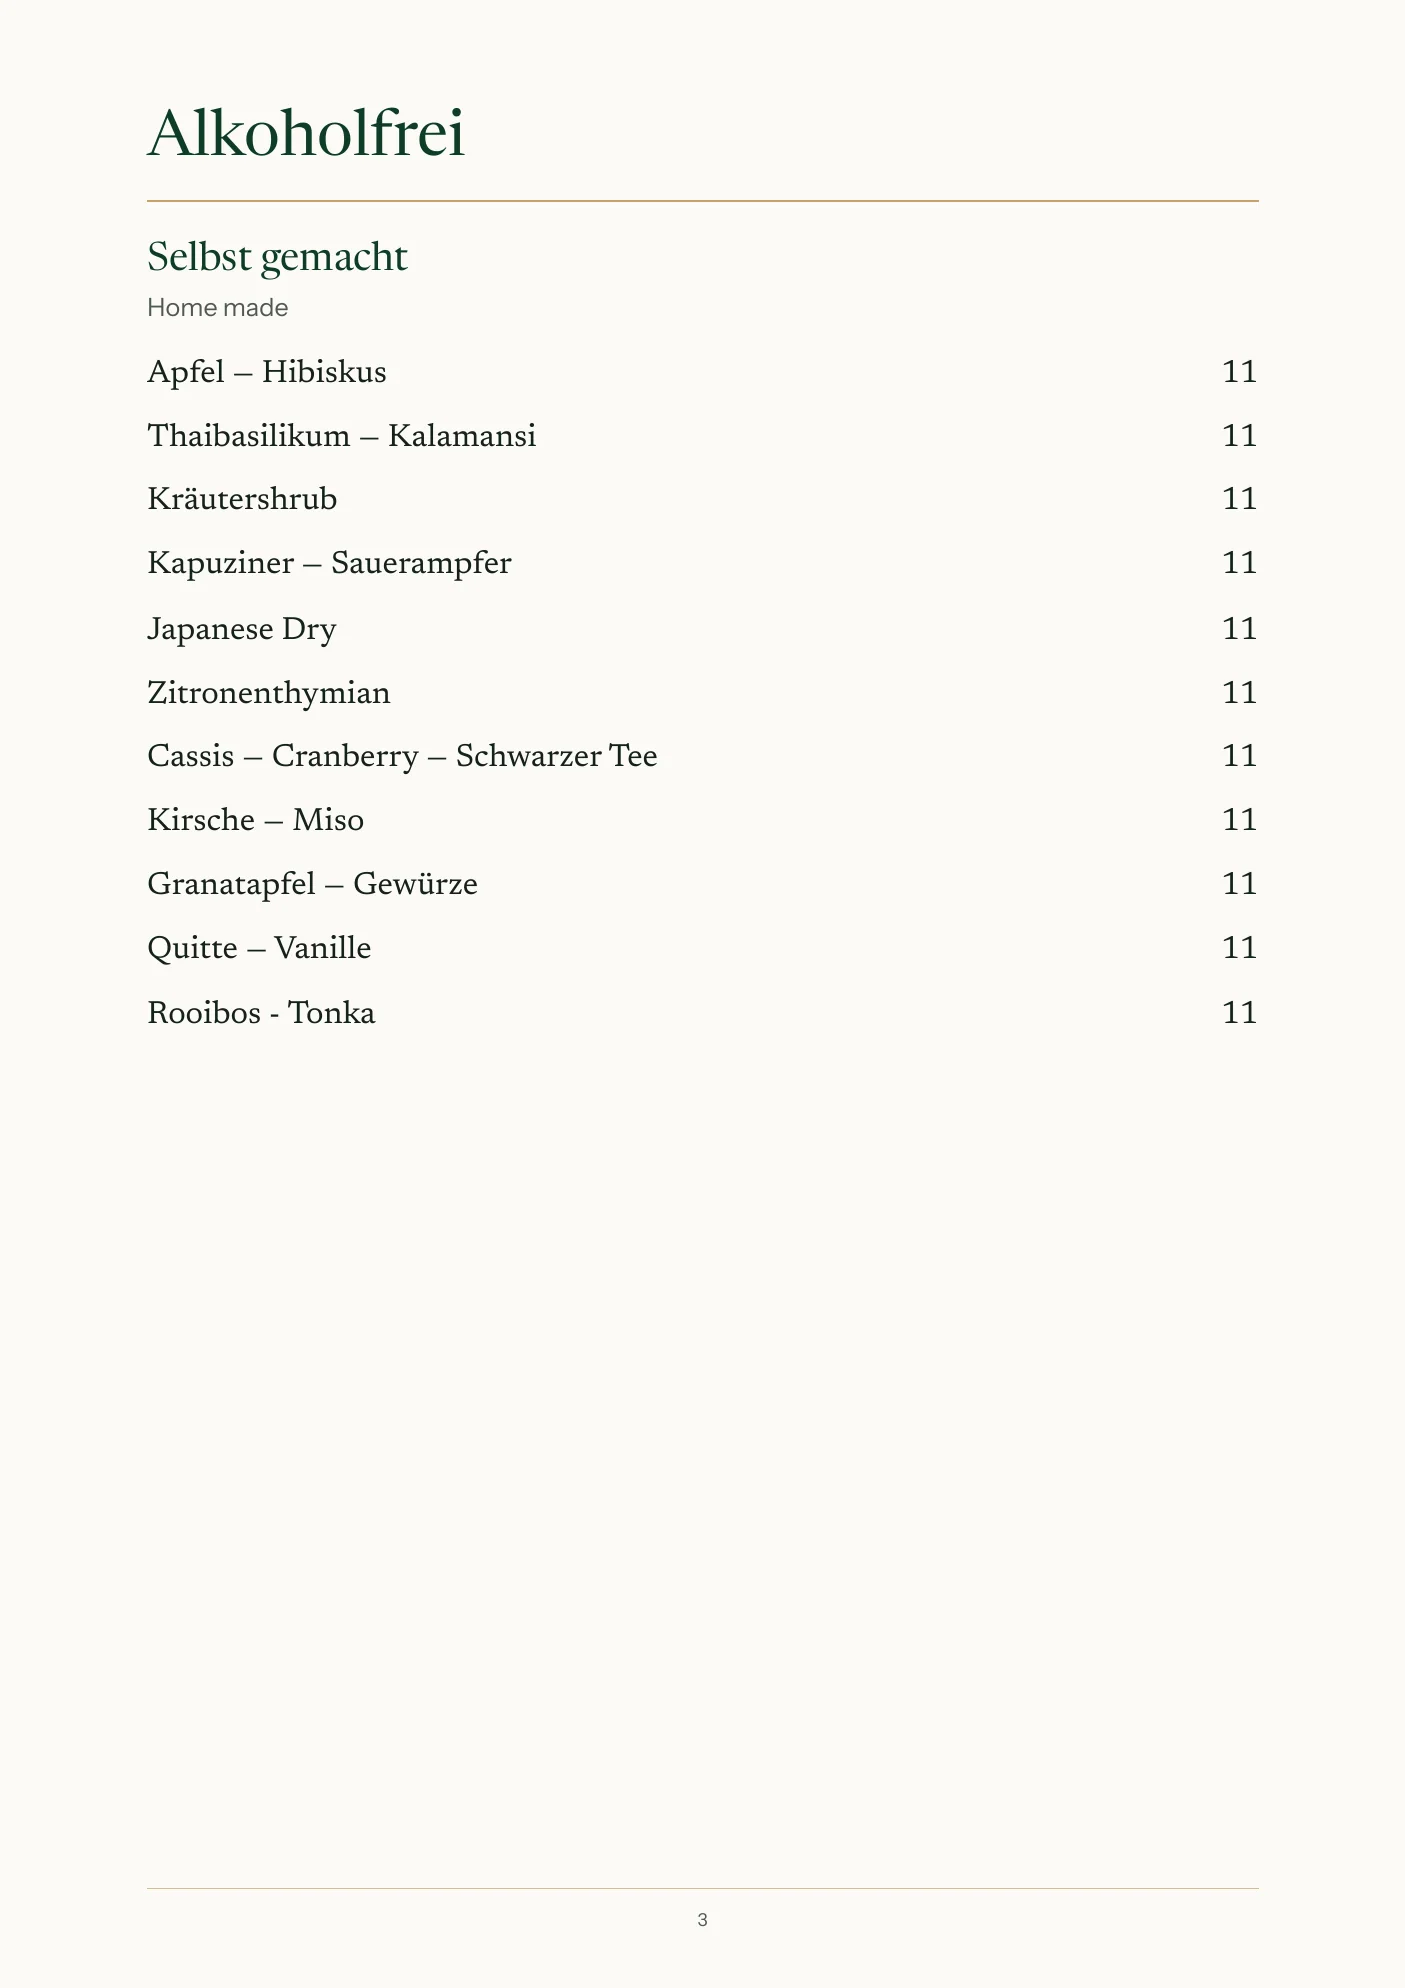 Alkoholfrei
Selbst gemacht
Home made
Apfel – Hibiskus 11
Thaibasilikum – Kalamansi 11
Kräutershrub 11
Kapuziner – Sauerampfer 11
Japanese Dry 11
Zitronenthymian 11
Cassis – Cranberry – Schwarzer Tee 11
Kirsche – Miso 11
Granatapfel – Gewürze 11
Quitte – Vanille 11
Rooibos - Tonka 11
3